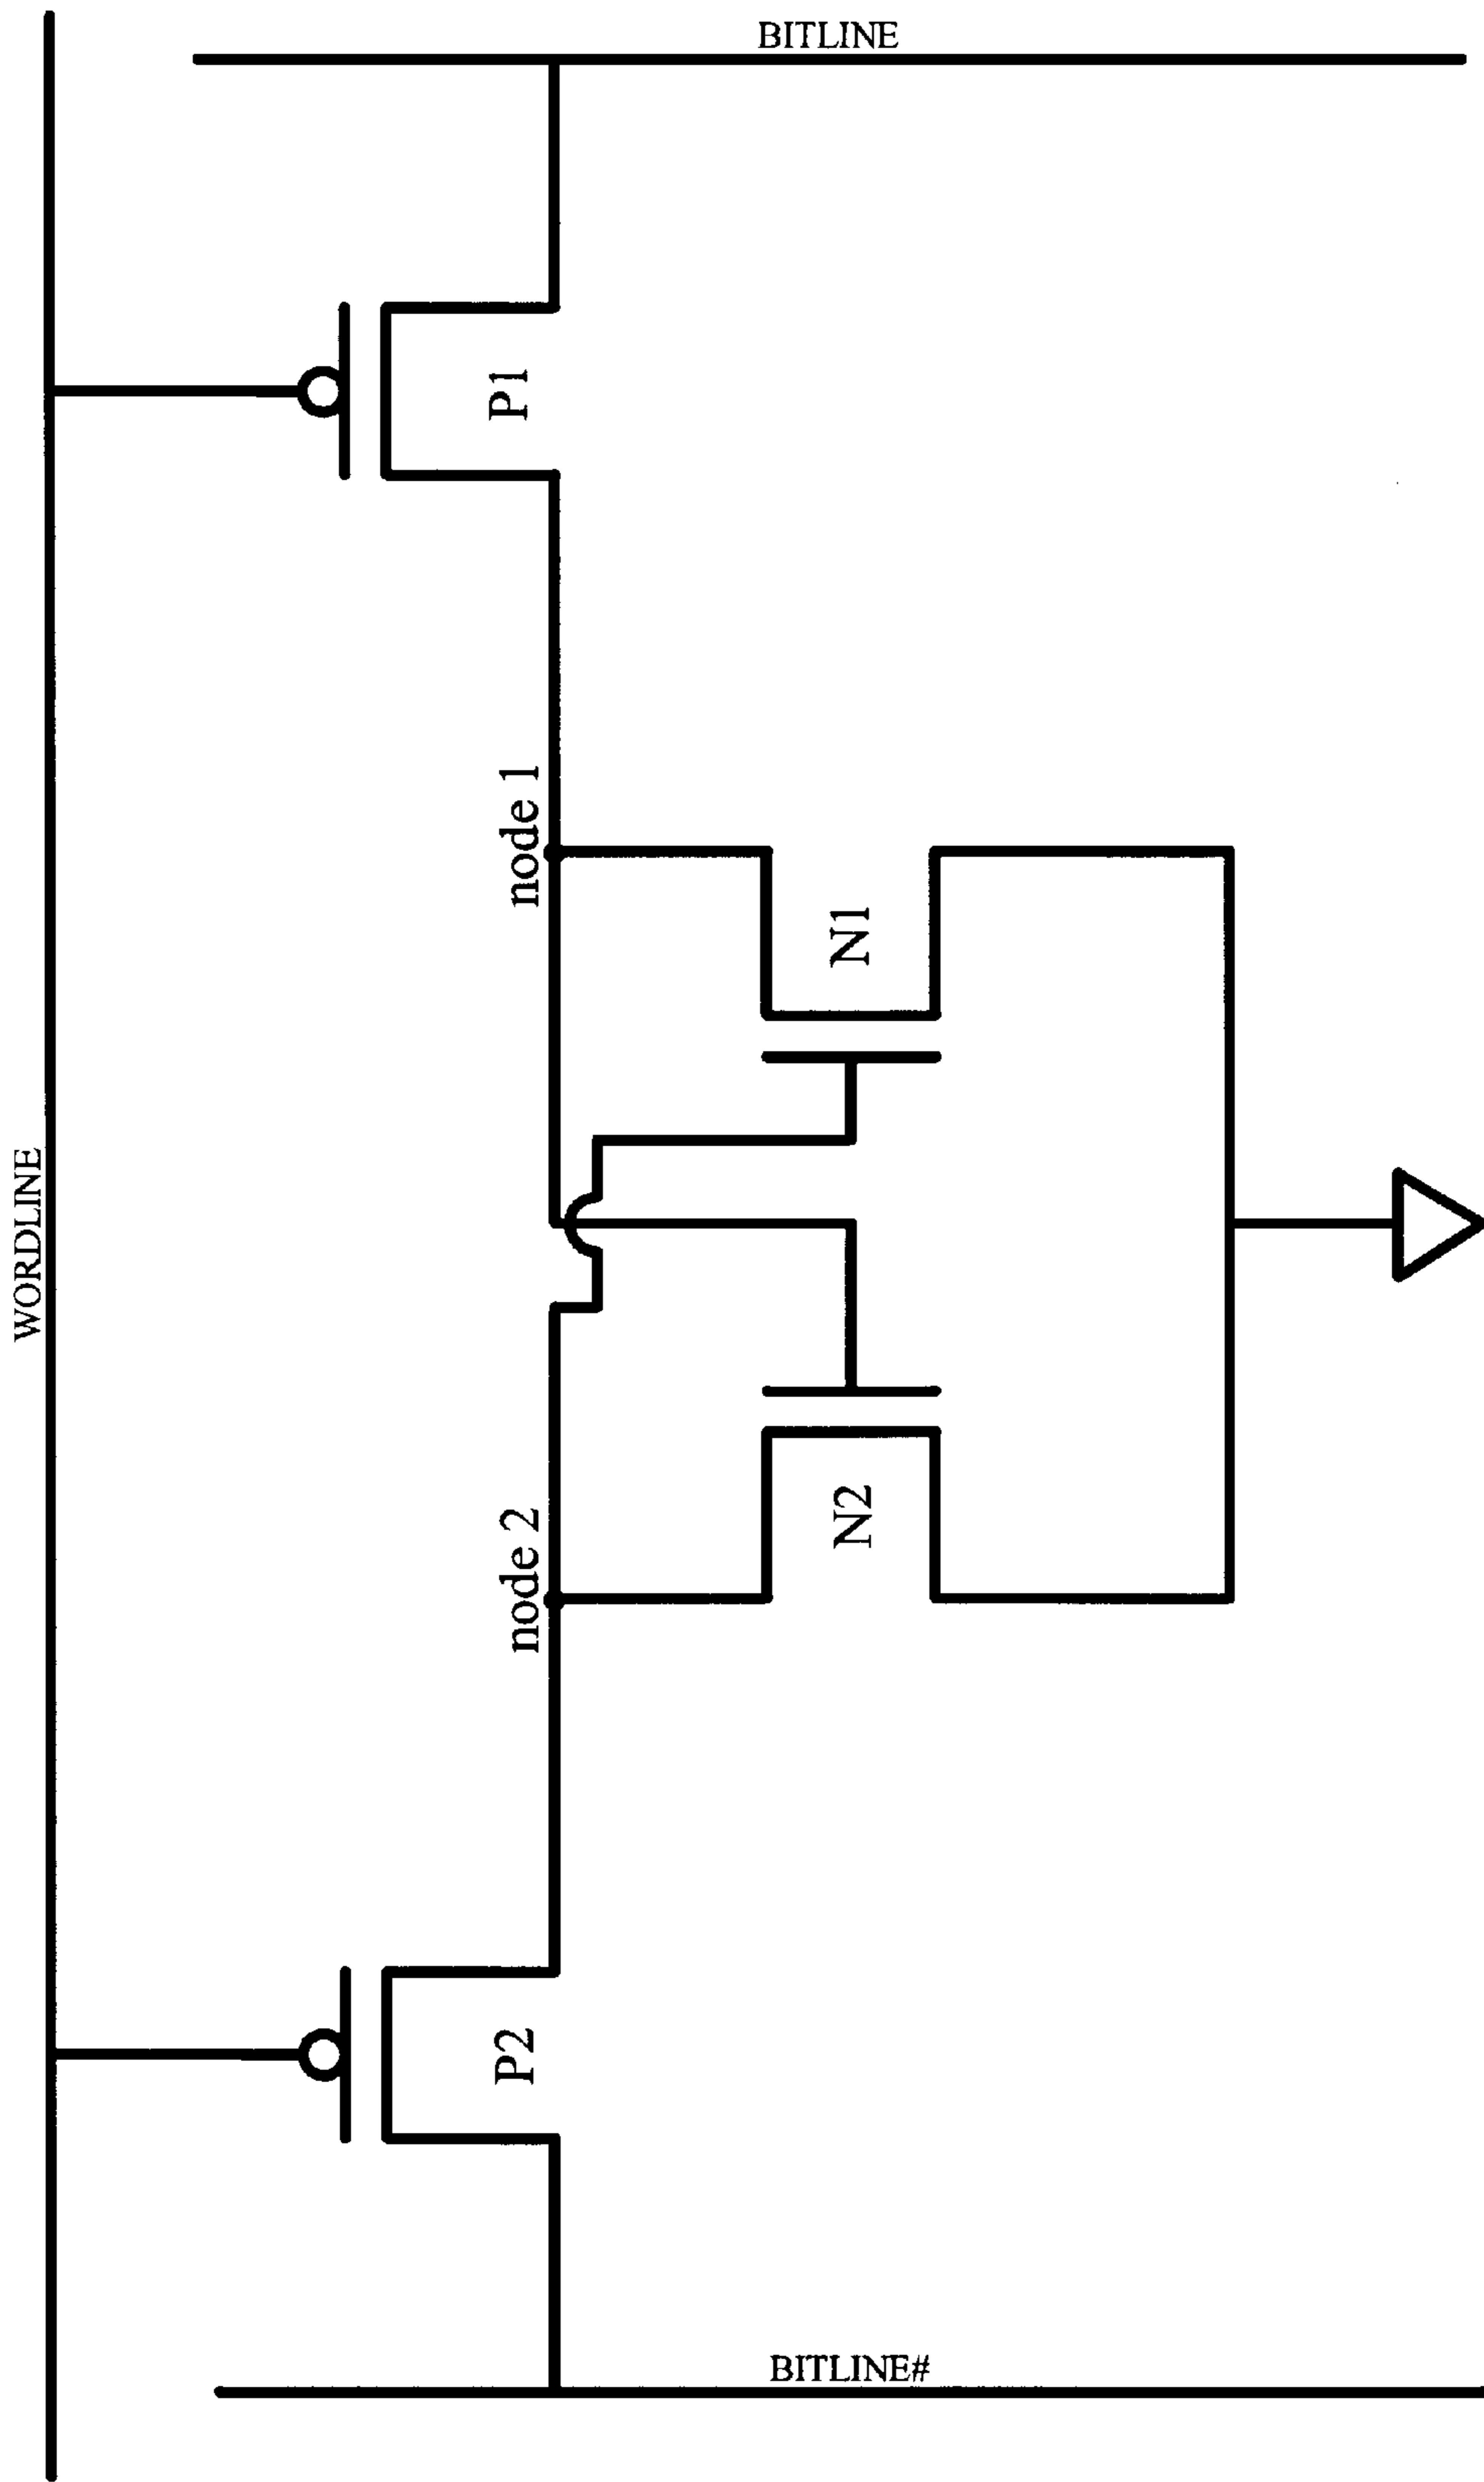 BITLINE
P1
node 1
N1
WORDLINE
node 2
N2
P2
BITLINE#